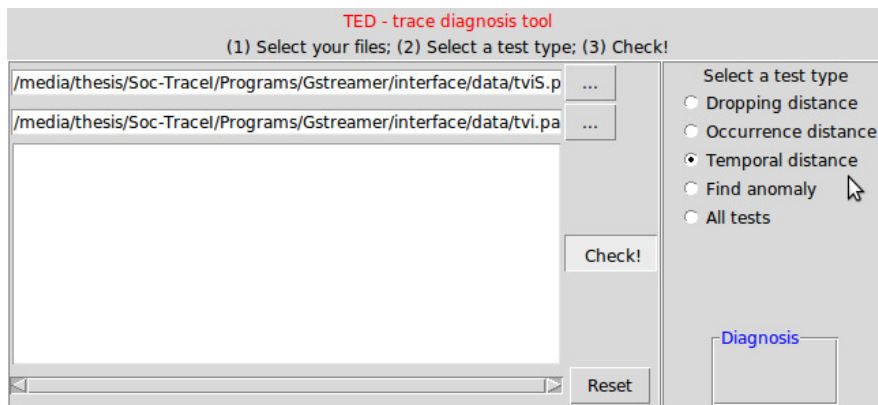 TED - trace diagnosis tool
(1) Select your files; (2) Select a test type; (3) Check!
/media/thesis/Soc-TraceI/Programs/Gstreamer/interface/data/tviS.p
...
/media/thesis/Soc-TraceI/Programs/Gstreamer/interface/data/tvi.pa
...
Check!
Reset
Select a test type
Dropping distance
Occurrence distance
Temporal distance
Find anomaly
All tests
Diagnosis